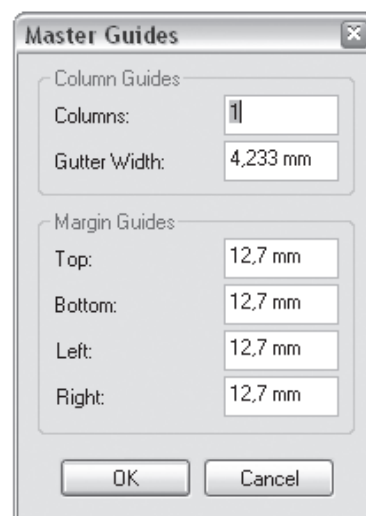 Master Guides
Column Guides
Columns: 1
Gutter Width: 4,233 mm
Margin Guides
Top: 12,7 mm
Bottom: 12,7 mm
Left: 12,7 mm
Right: 12,7 mm
OK Cancel